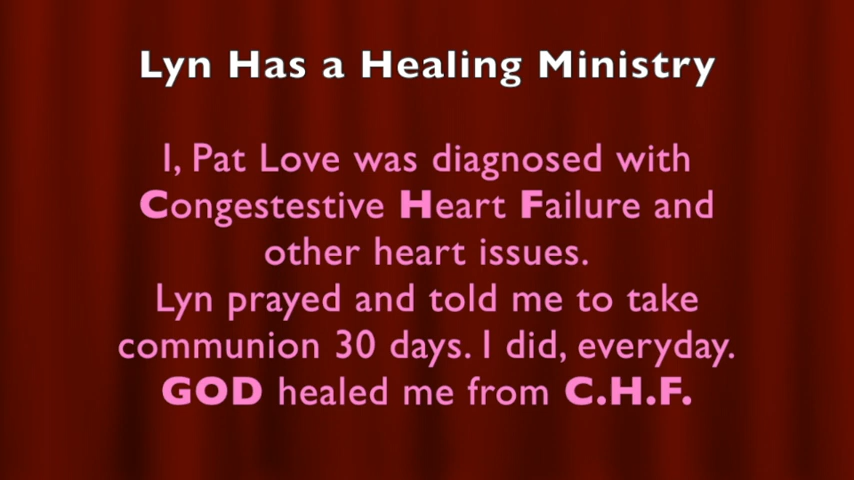 Lyn Has a Healing Ministry
I, Pat Love was diagnosed with
Congestestive Heart Failure and
other heart issues.
Lyn prayed and told me to take
communion 30 days. I did, everyday.
GOD healed me from C.H.F.